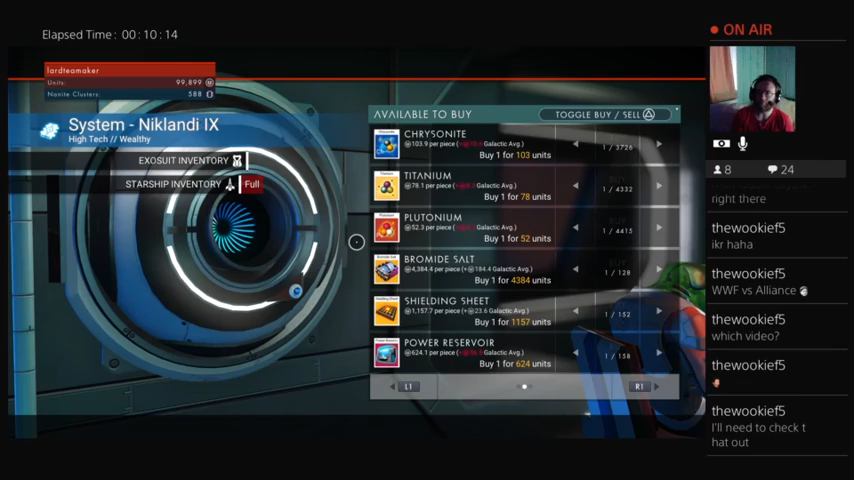 Elapsed Time : 00:10:14
ON AIR
lardteamaker
Units: 99,899
Nanite Clusters: 588
System - Niklandi IX
High Tech // Wealthy
EXOSUIT INVENTORY
STARSHIP INVENTORY Full
AVAILABLE TO BUY
TOGGLE BUY / SELL
CHRYSONITE
103.9 per piece ( Galactic Avg.)
Buy 1 for 103 units
1 / 3726
TITANIUM
78.1 per piece ( Galactic Avg.)
Buy 1 for 78 units
1 / 4332
PLUTONIUM
52.3 per piece ( Galactic Avg.)
Buy 1 for 52 units
1 / 4415
BROMIDE SALT
4,384.4 per piece (+184.4 Galactic Avg.)
Buy 1 for 4384 units
1 / 128
SHIELDING SHEET
1,157.7 per piece (+23.6 Galactic Avg.)
Buy 1 for 1157 units
1 / 152
POWER RESERVOIR
624.1 per piece ( Galactic Avg.)
Buy 1 for 624 units
1 / 158
L1
R1
8
24
right there
thewookief5
ikr haha
thewookief5
WWF vs Alliance
thewookief5
which video?
thewookief5
thewookief5
I'll need to check t
hat out